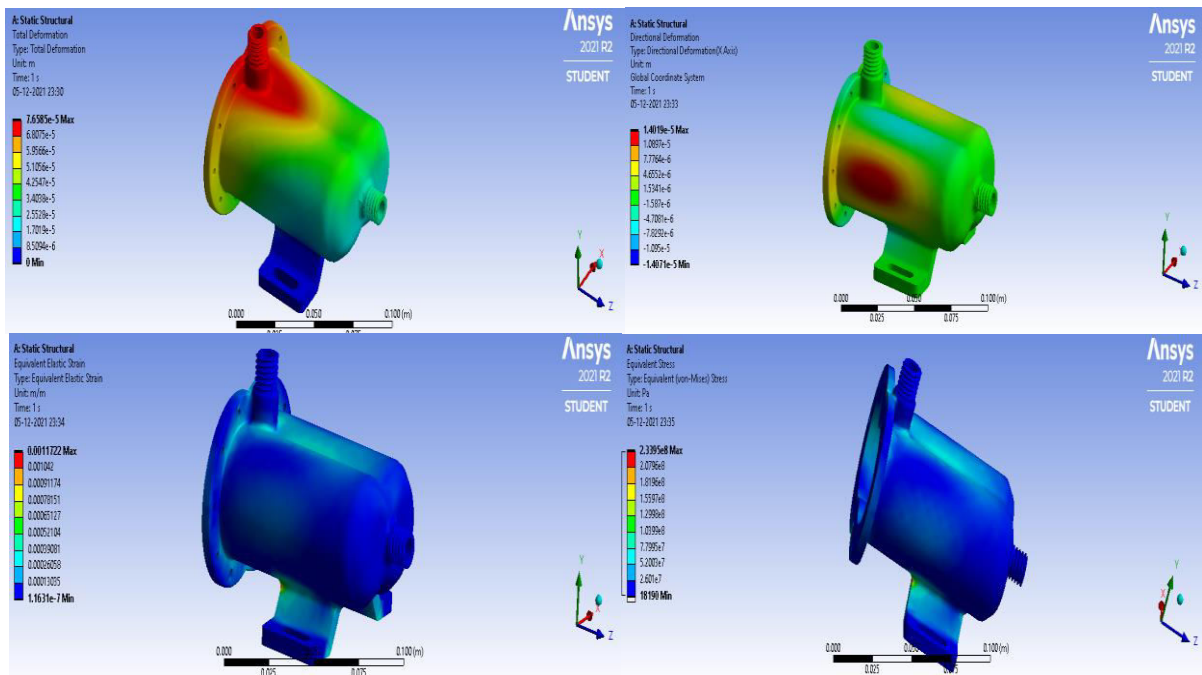 A: Static Structural
Total Deformation
Type: Total Deformation
Unit: m
Time: 1 s
05-12-2021 23:30
7.6585e-5 Max
6.8075e-5
5.9566e-5
5.1056e-5
4.2547e-5
3.4038e-5
2.5528e-5
1.7019e-5
8.5094e-6
0 Min
Ansys
2021 R2
STUDENT
Y
X
Z
0.000
0.050
0.100 (m)
A: Static Structural
Directional Deformation
Type: Directional Deformation(X Axis)
Unit: m
Global Coordinate System
Time: 1 s
05-12-2021 23:33
1.4019e-5 Max
1.0897e-5
7.7764e-6
4.6552e-6
1.5341e-6
-1.587e-6
-4.7081e-6
-7.8292e-6
-1.095e-5
-1.4071e-5 Min
Ansys
2021 R2
STUDENT
Y
Z
0.000
0.050
0.100 (m)
0.025
0.075
A: Static Structural
Equivalent Elastic Strain
Type: Equivalent Elastic Strain
Unit: m/m
Time: 1 s
05-12-2021 23:34
0.0011722 Max
0.001042
0.00091174
0.00078151
0.00065127
0.00052104
0.00039081
0.00026058
0.00013035
1.1631e-7 Min
Ansys
2021 R2
STUDENT
Y
X
Z
0.000
0.050
0.100 (m)
0.025
0.075
A: Static Structural
Equivalent Stress
Type: Equivalent (von-Mises) Stress
Unit: Pa
Time: 1 s
05-12-2021 23:35
2.3395e8 Max
2.0796e8
1.8196e8
1.5597e8
1.2998e8
1.0399e8
7.7995e7
5.2003e7
2.601e7
18190 Min
Ansys
2021 R2
STUDENT
Y
X
Z
0.000
0.050
0.100 (m)
0.025
0.075